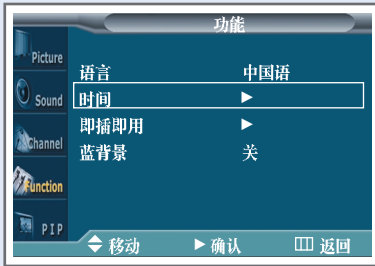 功能
Picture
Sound
Channel
Function
PIP
语言 中国语
时间 ▶
即插即用 ▶
蓝背景 关
移动 ▶ 确认 返回